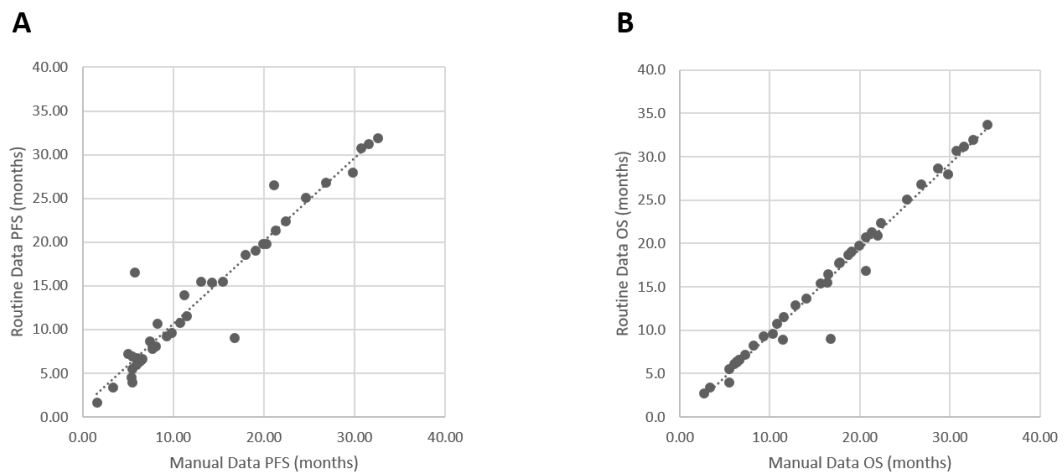 A
40.00
35.00
30.00
25.00
20.00
15.00
10.00
5.00
0.00
Routine Data PFS (months)
0.00 10.00 20.00 30.00 40.00
Manual Data PFS (months)
B
40.0
35.0
30.0
25.0
20.0
15.0
10.0
5.0
0.0
Routine Data OS (months)
0.00 10.00 20.00 30.00 40.00
Manual Data OS (months)